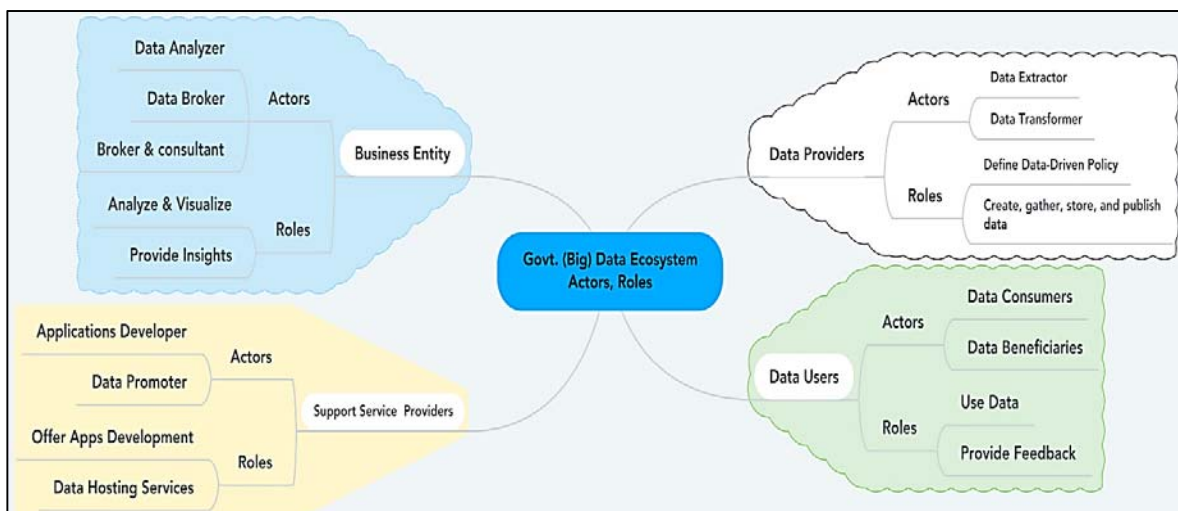 Data Analyzer
Data Broker
Broker & consultant
Actors
Business Entity
Analyze & Visualize
Provide Insights
Roles
Data Extractor
Data Transformer
Actors
Data Providers
Define Data-Driven Policy
Create, gather, store, and publish
data
Roles
Govt. (Big) Data Ecosystem
Actors, Roles
Applications Developer
Data Promoter
Actors
Support Service Providers
Offer Apps Development
Data Hosting Services
Roles
Data Consumers
Data Beneficiaries
Actors
Data Users
Use Data
Provide Feedback
Roles